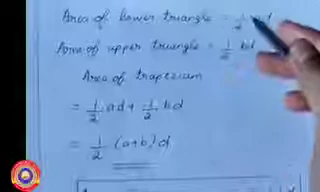 Area of lower triangle = 1/2 d
Area of upper triangle = 1/2 bd
Area of trapezium
= 1/2 ad + 1/2 bd
= 1/2 (a+b) d